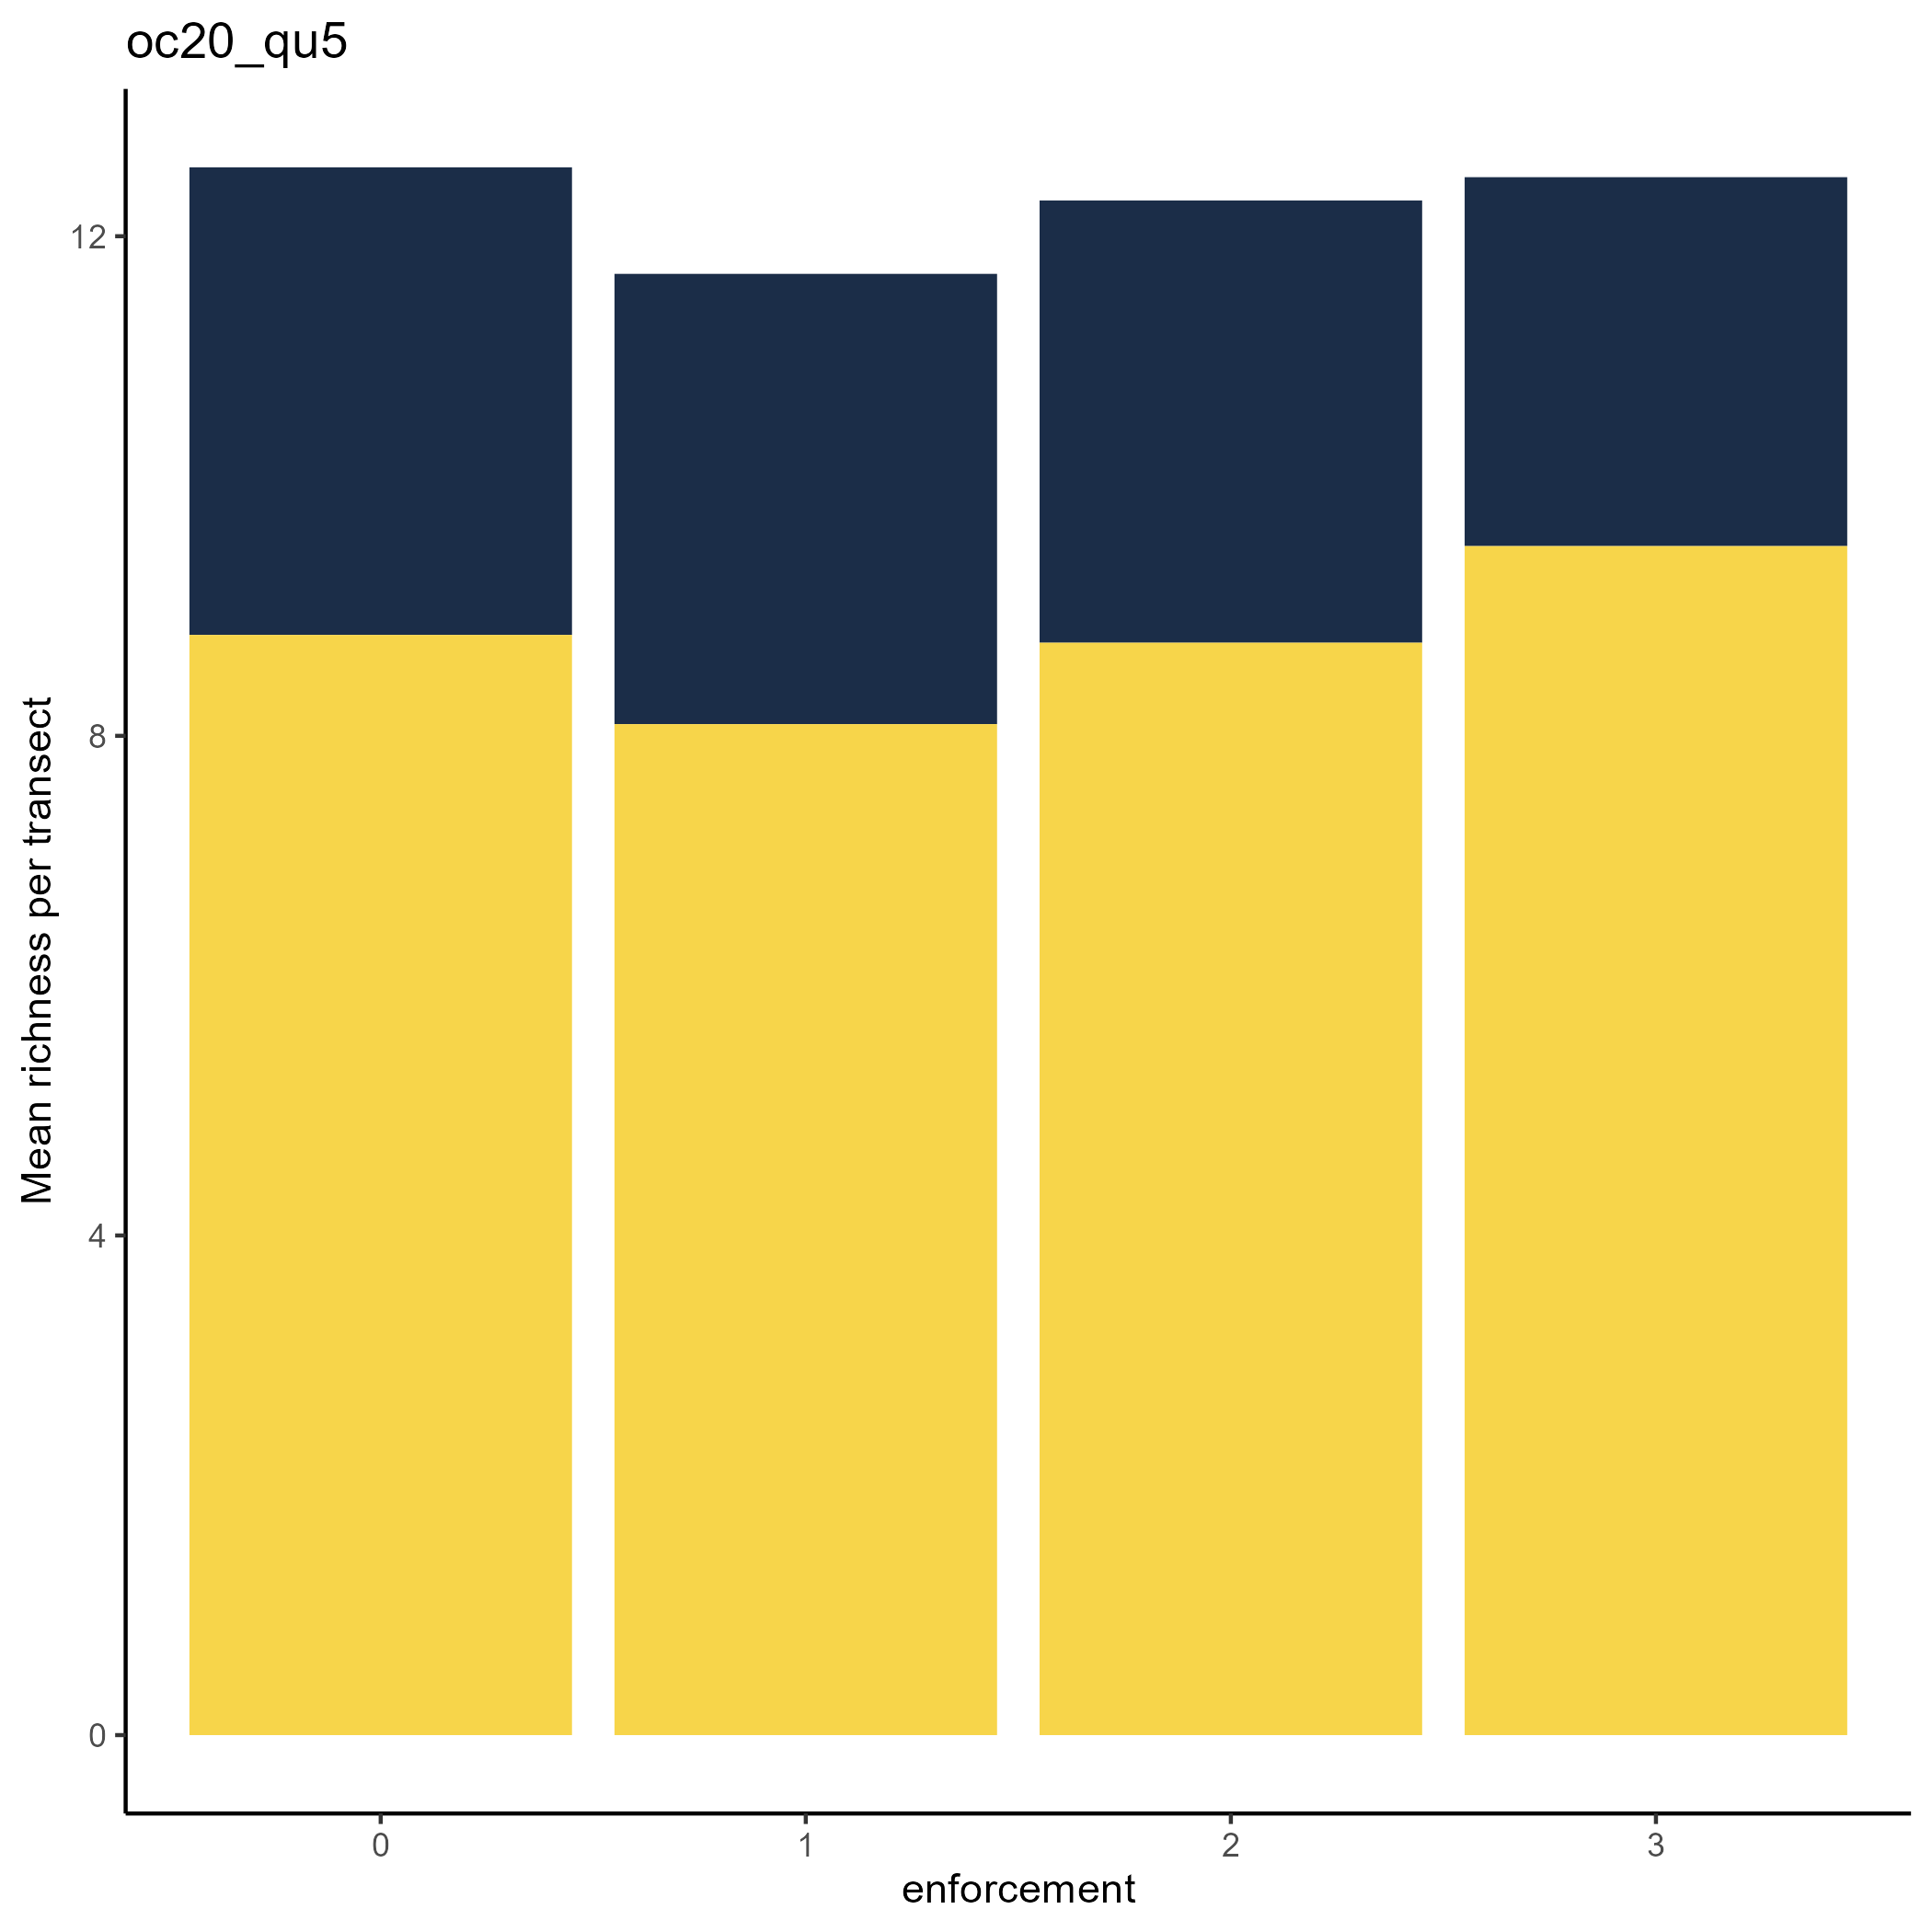 oc20_qu5
Mean richness per transect
12
8
4
0
0 1 2 3
enforcement